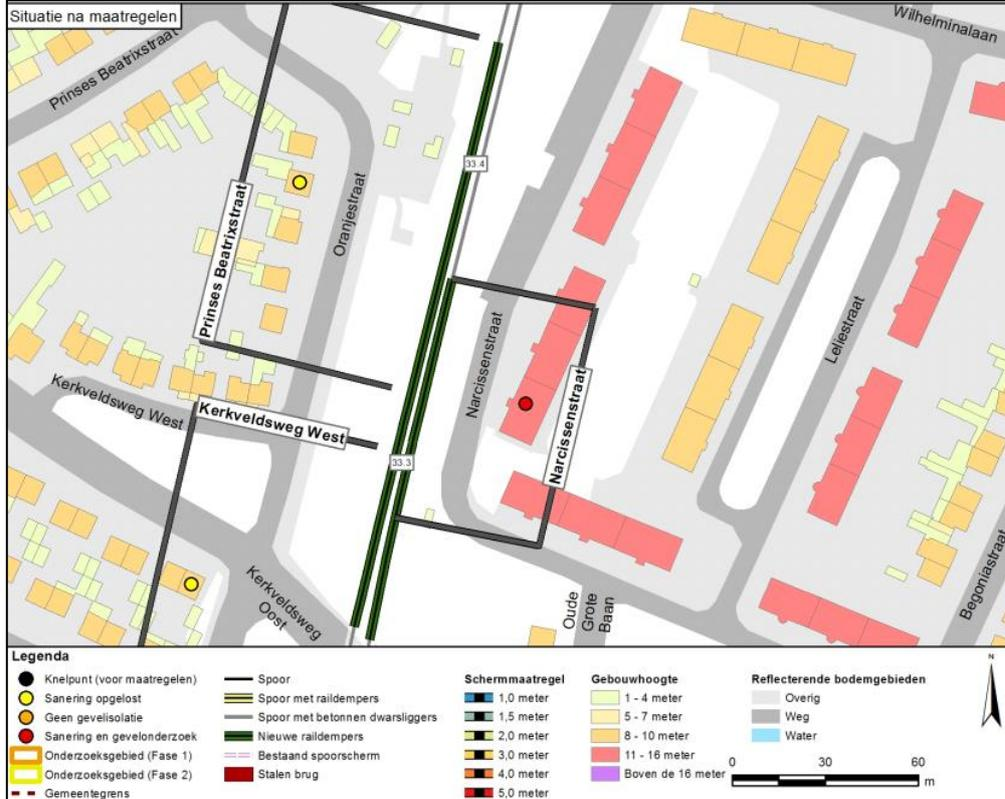 Situatie na maatregelen
Wilhelminalaan
Prinses Beatrixstraat
33.4
Oranjestraat
Prinses Beatrixstraat
Narcissenstraat
Leliestraat
Kerkveldsweg West
Kerkveldsweg West
Narcissenstraat
33.3
Kerkveldsweg
Oost
Oude
Grote
Baan
Begoniastraat
Legenda
Knelpunt (voor maatregelen)
Sanering opgelost
Geen gevelisolatie
Sanering en gevelonderzoek
Onderzoeksgebied (Fase 1)
Onderzoeksgebied (Fase 2)
Gemeentegrens
Spoor
Spoor met raildempers
Spoor met betonnen dwarsliggers
Nieuwe raildempers
Bestaand spoorscherm
Stalen brug
Schermmaatregel
1,0 meter
1,5 meter
2,0 meter
3,0 meter
4,0 meter
5,0 meter
Gebouwhoogte
1 - 4 meter
5 - 7 meter
8 - 10 meter
11 - 16 meter
Boven de 16 meter
Reflecterende bodemgebieden
Overig
Weg
Water
N
0 30 60
m